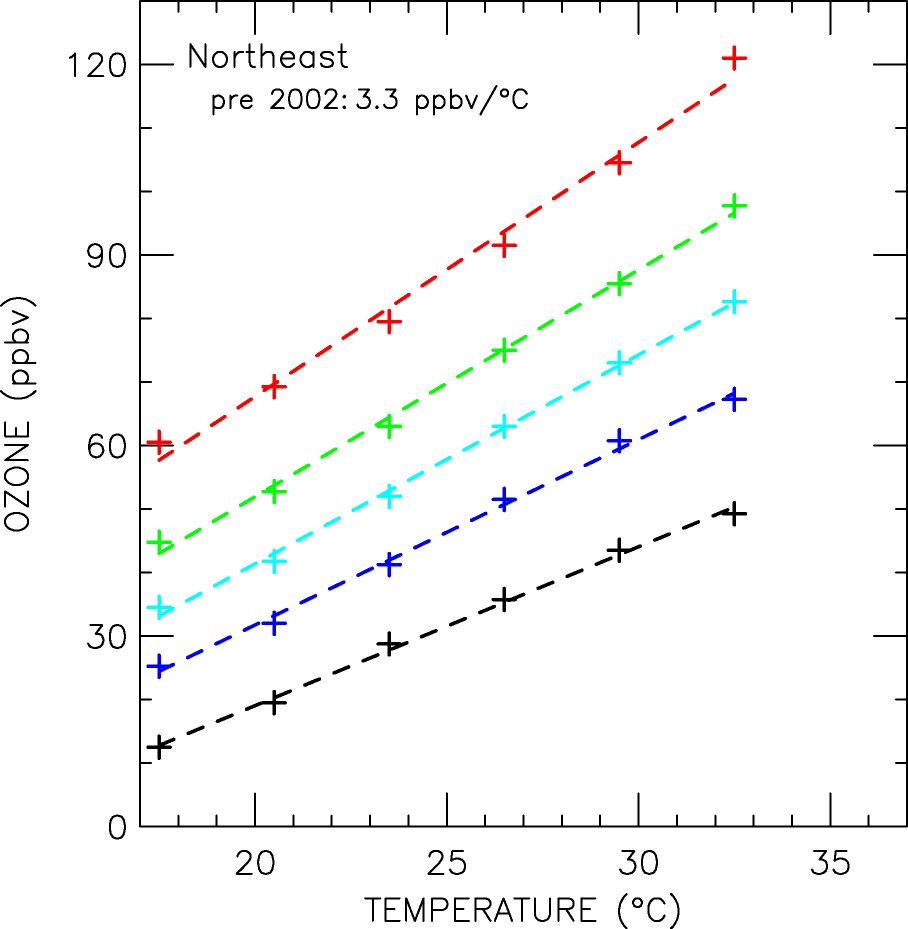 Northeast
pre 2002: 3.3 ppbv/°C
120
90
60
30
0
OZONE (ppbv)
20 25 30 35
TEMPERATURE (°C)